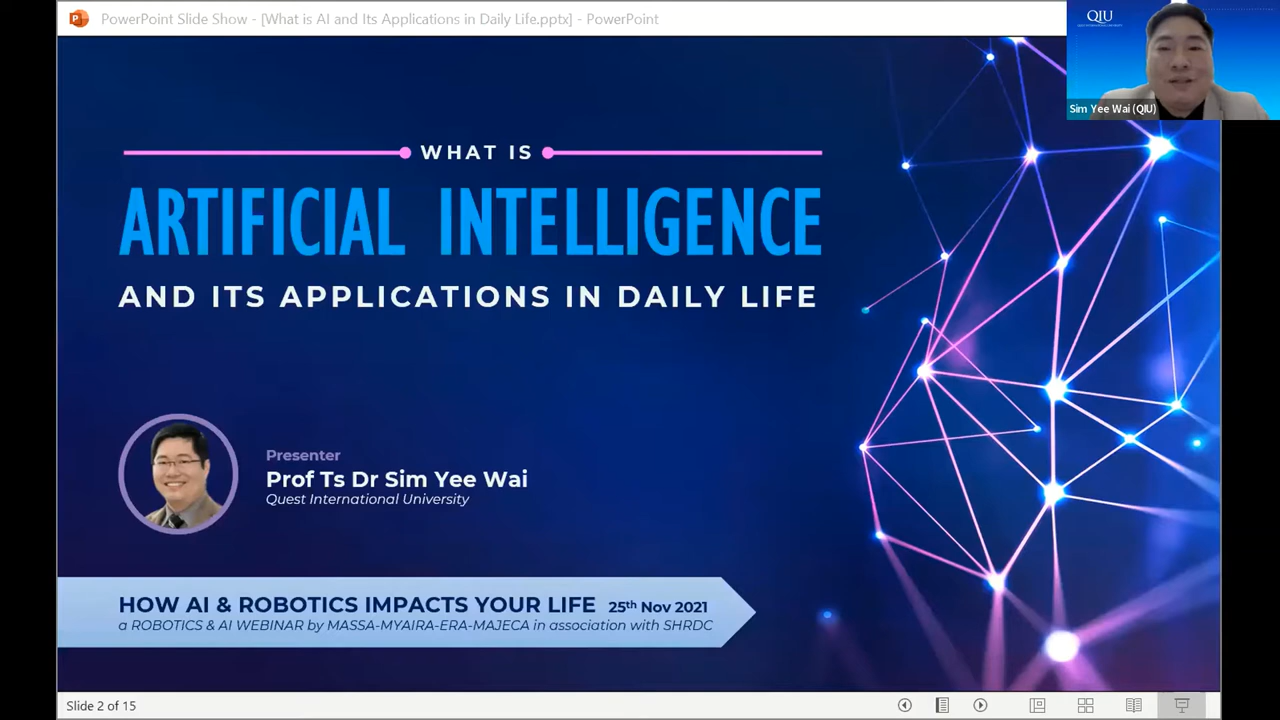 PowerPoint Slide Show - [What is AI and Its Applications in Daily Life.pptx] - PowerPoint
QIU
Sim Yee Wai (QIU)
WHAT IS
ARTIFICIAL INTELLIGENCE
AND ITS APPLICATIONS IN DAILY LIFE
Presenter
Prof Ts Dr Sim Yee Wai
Quest International University
HOW AI & ROBOTICS IMPACTS YOUR LIFE 25th Nov 2021
a ROBOTICS & AI WEBINAR by MASSA-MYAIRA-ERA-MAJECA in association with SHRDC
Slide 2 of 15